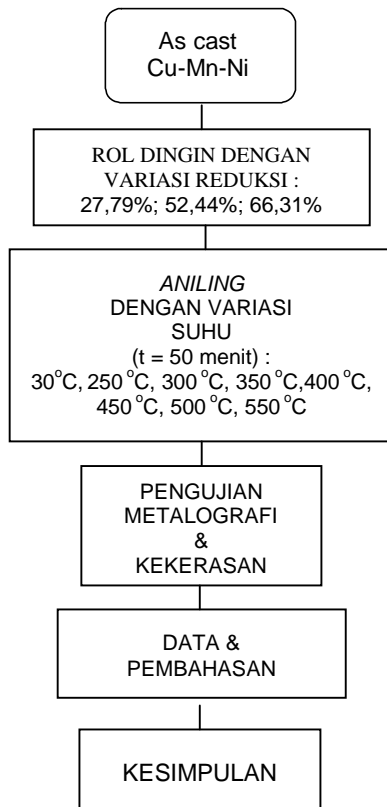 As cast
Cu-Mn-Ni
ROL DINGIN DENGAN
VARIASI REDUKSI :
27,79%; 52,44%; 66,31%
ANILING
DENGAN VARIASI
SUHU
(t = 50 menit) :
30°C, 250 °C, 300 °C, 350 °C,400 °C,
450 °C, 500 °C, 550 °C
PENGUJIAN
METALOGRAFI
&
KEKERASAN
DATA &
PEMBAHASAN
KESIMPULAN